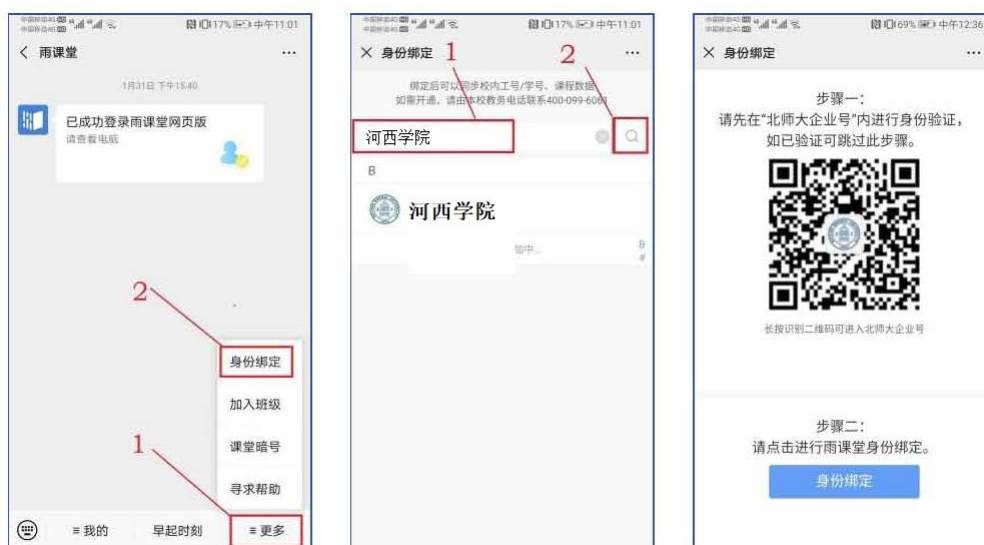 中午11:01
雨课堂
1月31日 下午15:40
已成功登录雨课堂网页版
请查看电脑
2
身份绑定
加入班级
1
课堂暗号
寻求帮助
≡ 我的
早起时刻
≡ 更多
中午11:01
身份绑定
1
2
绑定后可以同步校内工号/学号、课程数据
如需开通，请由本校教务电话联系400-099-6061
河西学院
B
河西学院
B
#
69%
中午12:36
身份绑定
步骤一：
请先在“北师大企业号”内进行身份验证，
如已验证可跳过此步骤。
长按识别二维码可进入北师大企业号
步骤二：
请点击进行雨课堂身份绑定。
身份绑定